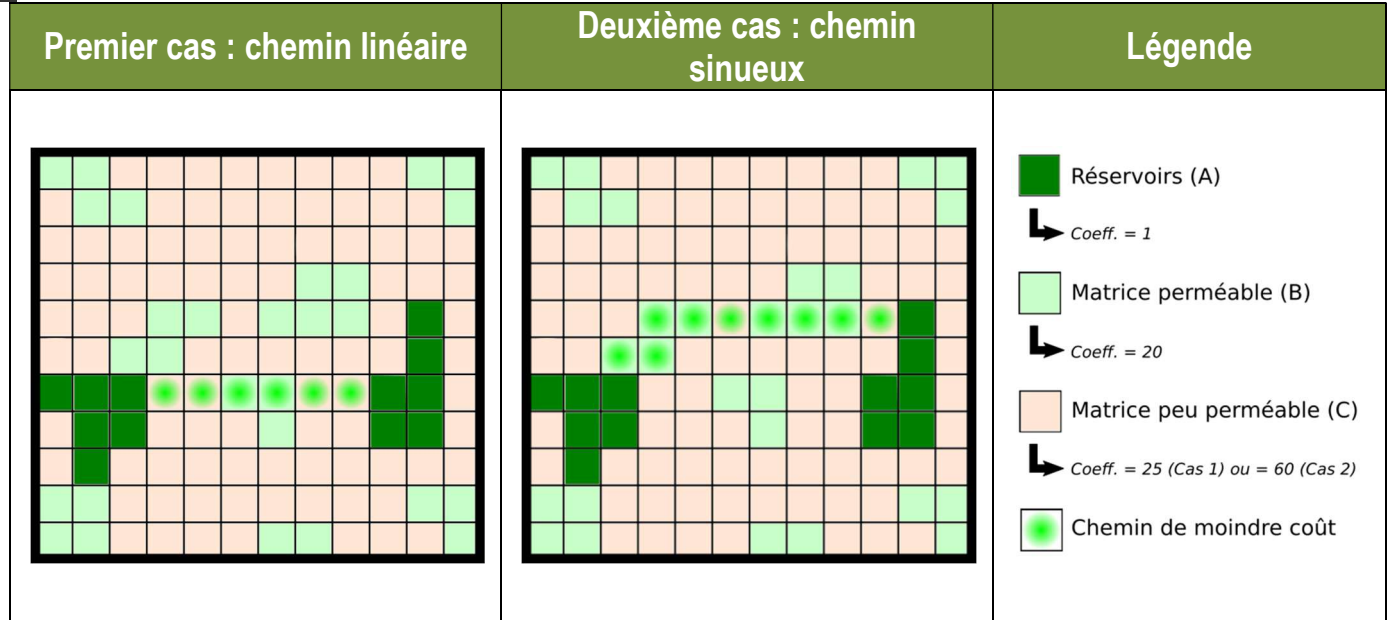 Premier cas : chemin linéaire
Deuxième cas : chemin
sinueux
Légende
Réservoirs (A)
Coeff. = 1
Matrice perméable (B)
Coeff. = 20
Matrice peu perméable (C)
Coeff. = 25 (Cas 1) ou = 60 (Cas 2)
Chemin de moindre coût